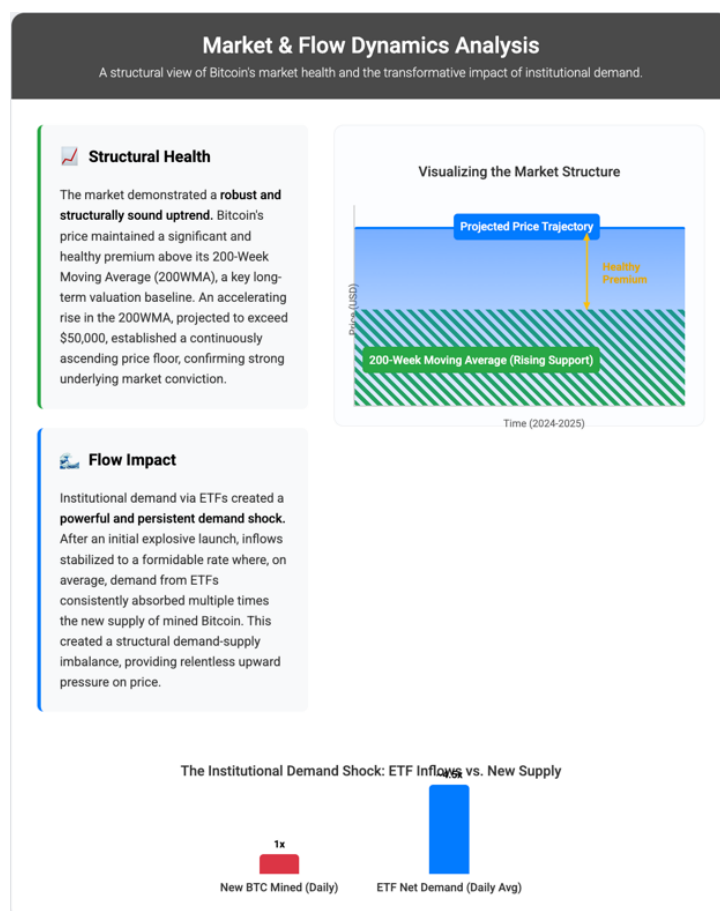 Market & Flow Dynamics Analysis
A structural view of Bitcoin's market health and the transformative impact of institutional demand.
Structural Health
The market demonstrated a robust and
structurally sound uptrend. Bitcoin's
price maintained a significant and
healthy premium above its 200-Week
Moving Average (200WMA), a key long-
term valuation baseline. An accelerating
rise in the 200WMA, projected to exceed
$50,000, established a continuously
ascending price floor, confirming strong
underlying market conviction.
Visualizing the Market Structure
Projected Price Trajectory
Healthy
Premium
Price (USD)
200-Week Moving Average (Rising Support)
Time (2024-2025)
Flow Impact
Institutional demand via ETFs created a
powerful and persistent demand shock.
After an initial explosive launch, inflows
stabilized to a formidable rate where, on
average, demand from ETFs
consistently absorbed multiple times
the new supply of mined Bitcoin. This
created a structural demand-supply
imbalance, providing relentless upward
pressure on price.
The Institutional Demand Shock: ETF Inflows vs. New Supply
~4.5x
1x
New BTC Mined (Daily)
ETF Net Demand (Daily Avg)